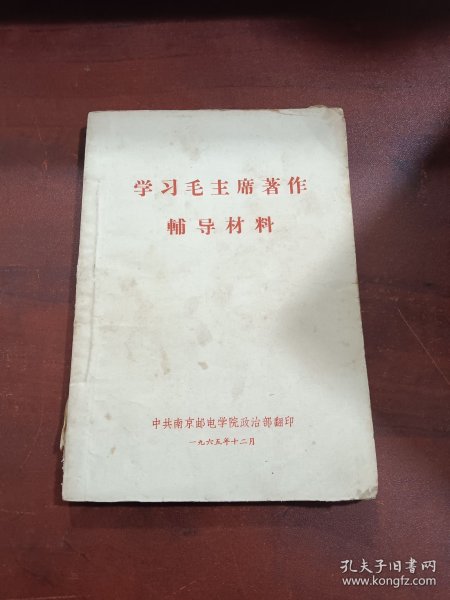 学习毛主席著作
輔导材料
中共南京邮电学院政治部翻印
一九六五年十二月
孔夫子旧书网
www.kongfz.com